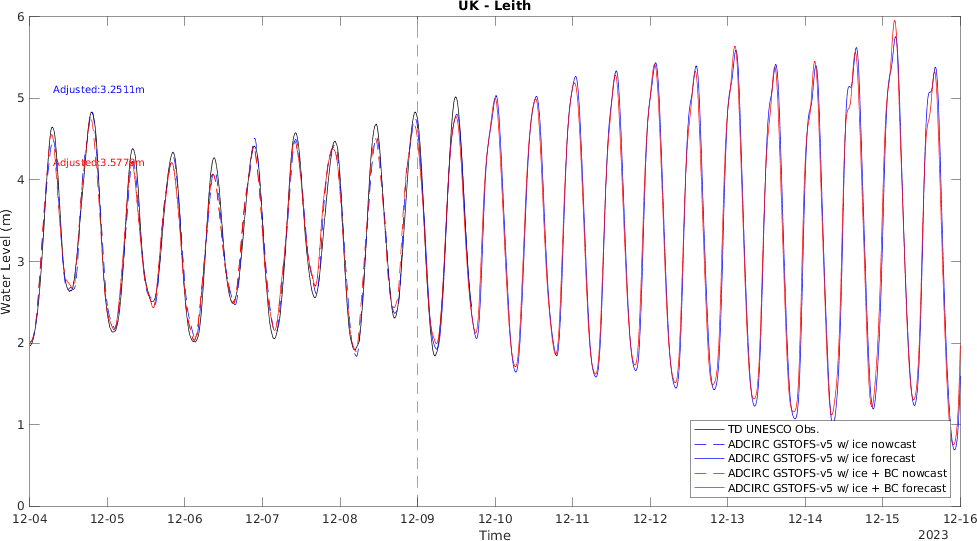 UK - Leith
6
5
4
3
2
1
0
Water Level (m)
Adjusted:3.2511m
TD UNESCO Obs.
ADCIRC GSTOFS-v5 w/ ice nowcast
ADCIRC GSTOFS-v5 w/ ice forecast
ADCIRC GSTOFS-v5 w/ ice + BC nowcast
ADCIRC GSTOFS-v5 w/ ice + BC forecast
12-04 12-05 12-06 12-07 12-08 12-09 12-10 12-11 12-12 12-13 12-14 12-15 12-16
Time
2023